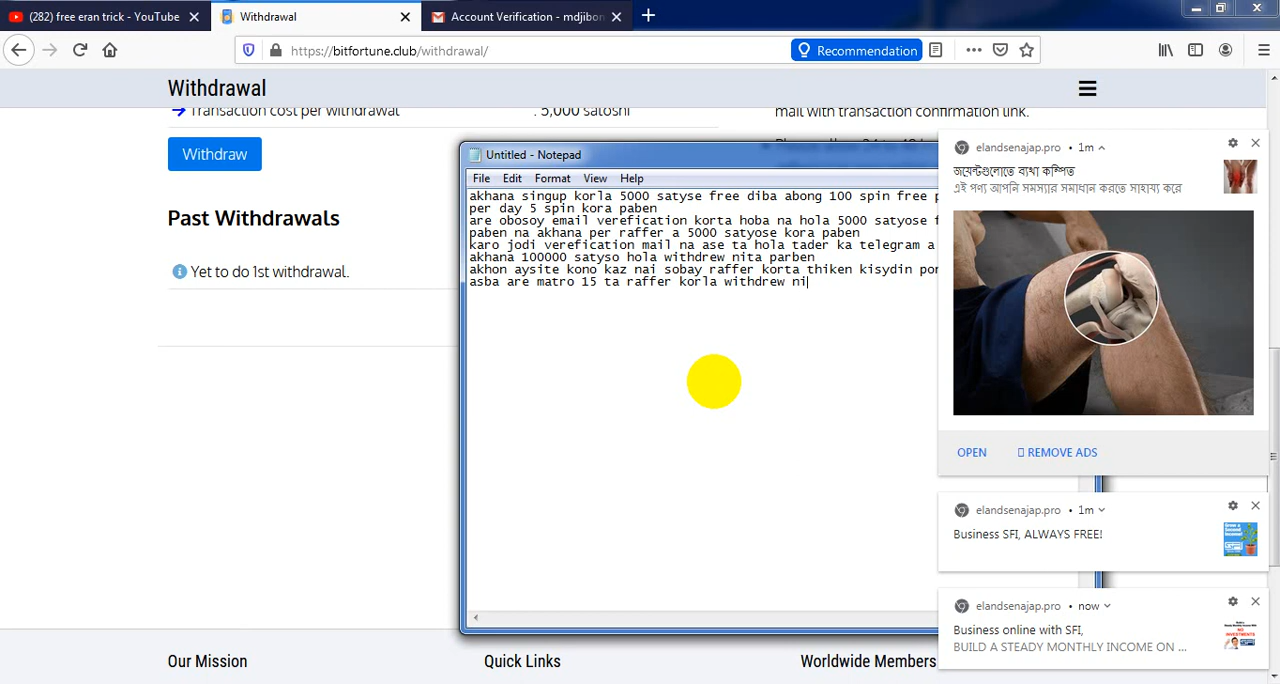 (282) free eran trick - YouTube
Withdrawal
Account Verification - mdjibon
https://bitfortune.club/withdrawal/
Recommendation
Withdrawal
Transaction cost per withdrawal : 5,000 satoshi
mail with transaction confirmation link.
Withdraw
Past Withdrawals
Yet to do 1st withdrawal.
Untitled - Notepad
File Edit Format View Help
akhana singup korla 5000 satyse free diba abong 100 spin free p
per day 5 spin kora paben
are obosoy email verefication korta hoba na hola 5000 satyose f
paben na akhana per raffer a 5000 satyose kora paben
karo jodi verefication mail na ase ta hola tader ka telegram a
akhana 100000 satyso hola withdrew nita parben
akhon aysite kono kaz nai sobay raffer korta thiken kisydin por
asba are matro 15 ta raffer korla withdrew ni
elandsenajap.pro • 1m
জয়েন্টগুলোতে ব্যথা কম্পিত
এই পণ্য আপনি সমস্যার সমাধান করতে সাহায্য করে
OPEN
REMOVE ADS
elandsenajap.pro • 1m
Business SFI, ALWAYS FREE!
elandsenajap.pro • now
Business online with SFI,
BUILD A STEADY MONTHLY INCOME ON ...
Our Mission
Quick Links
Worldwide Members